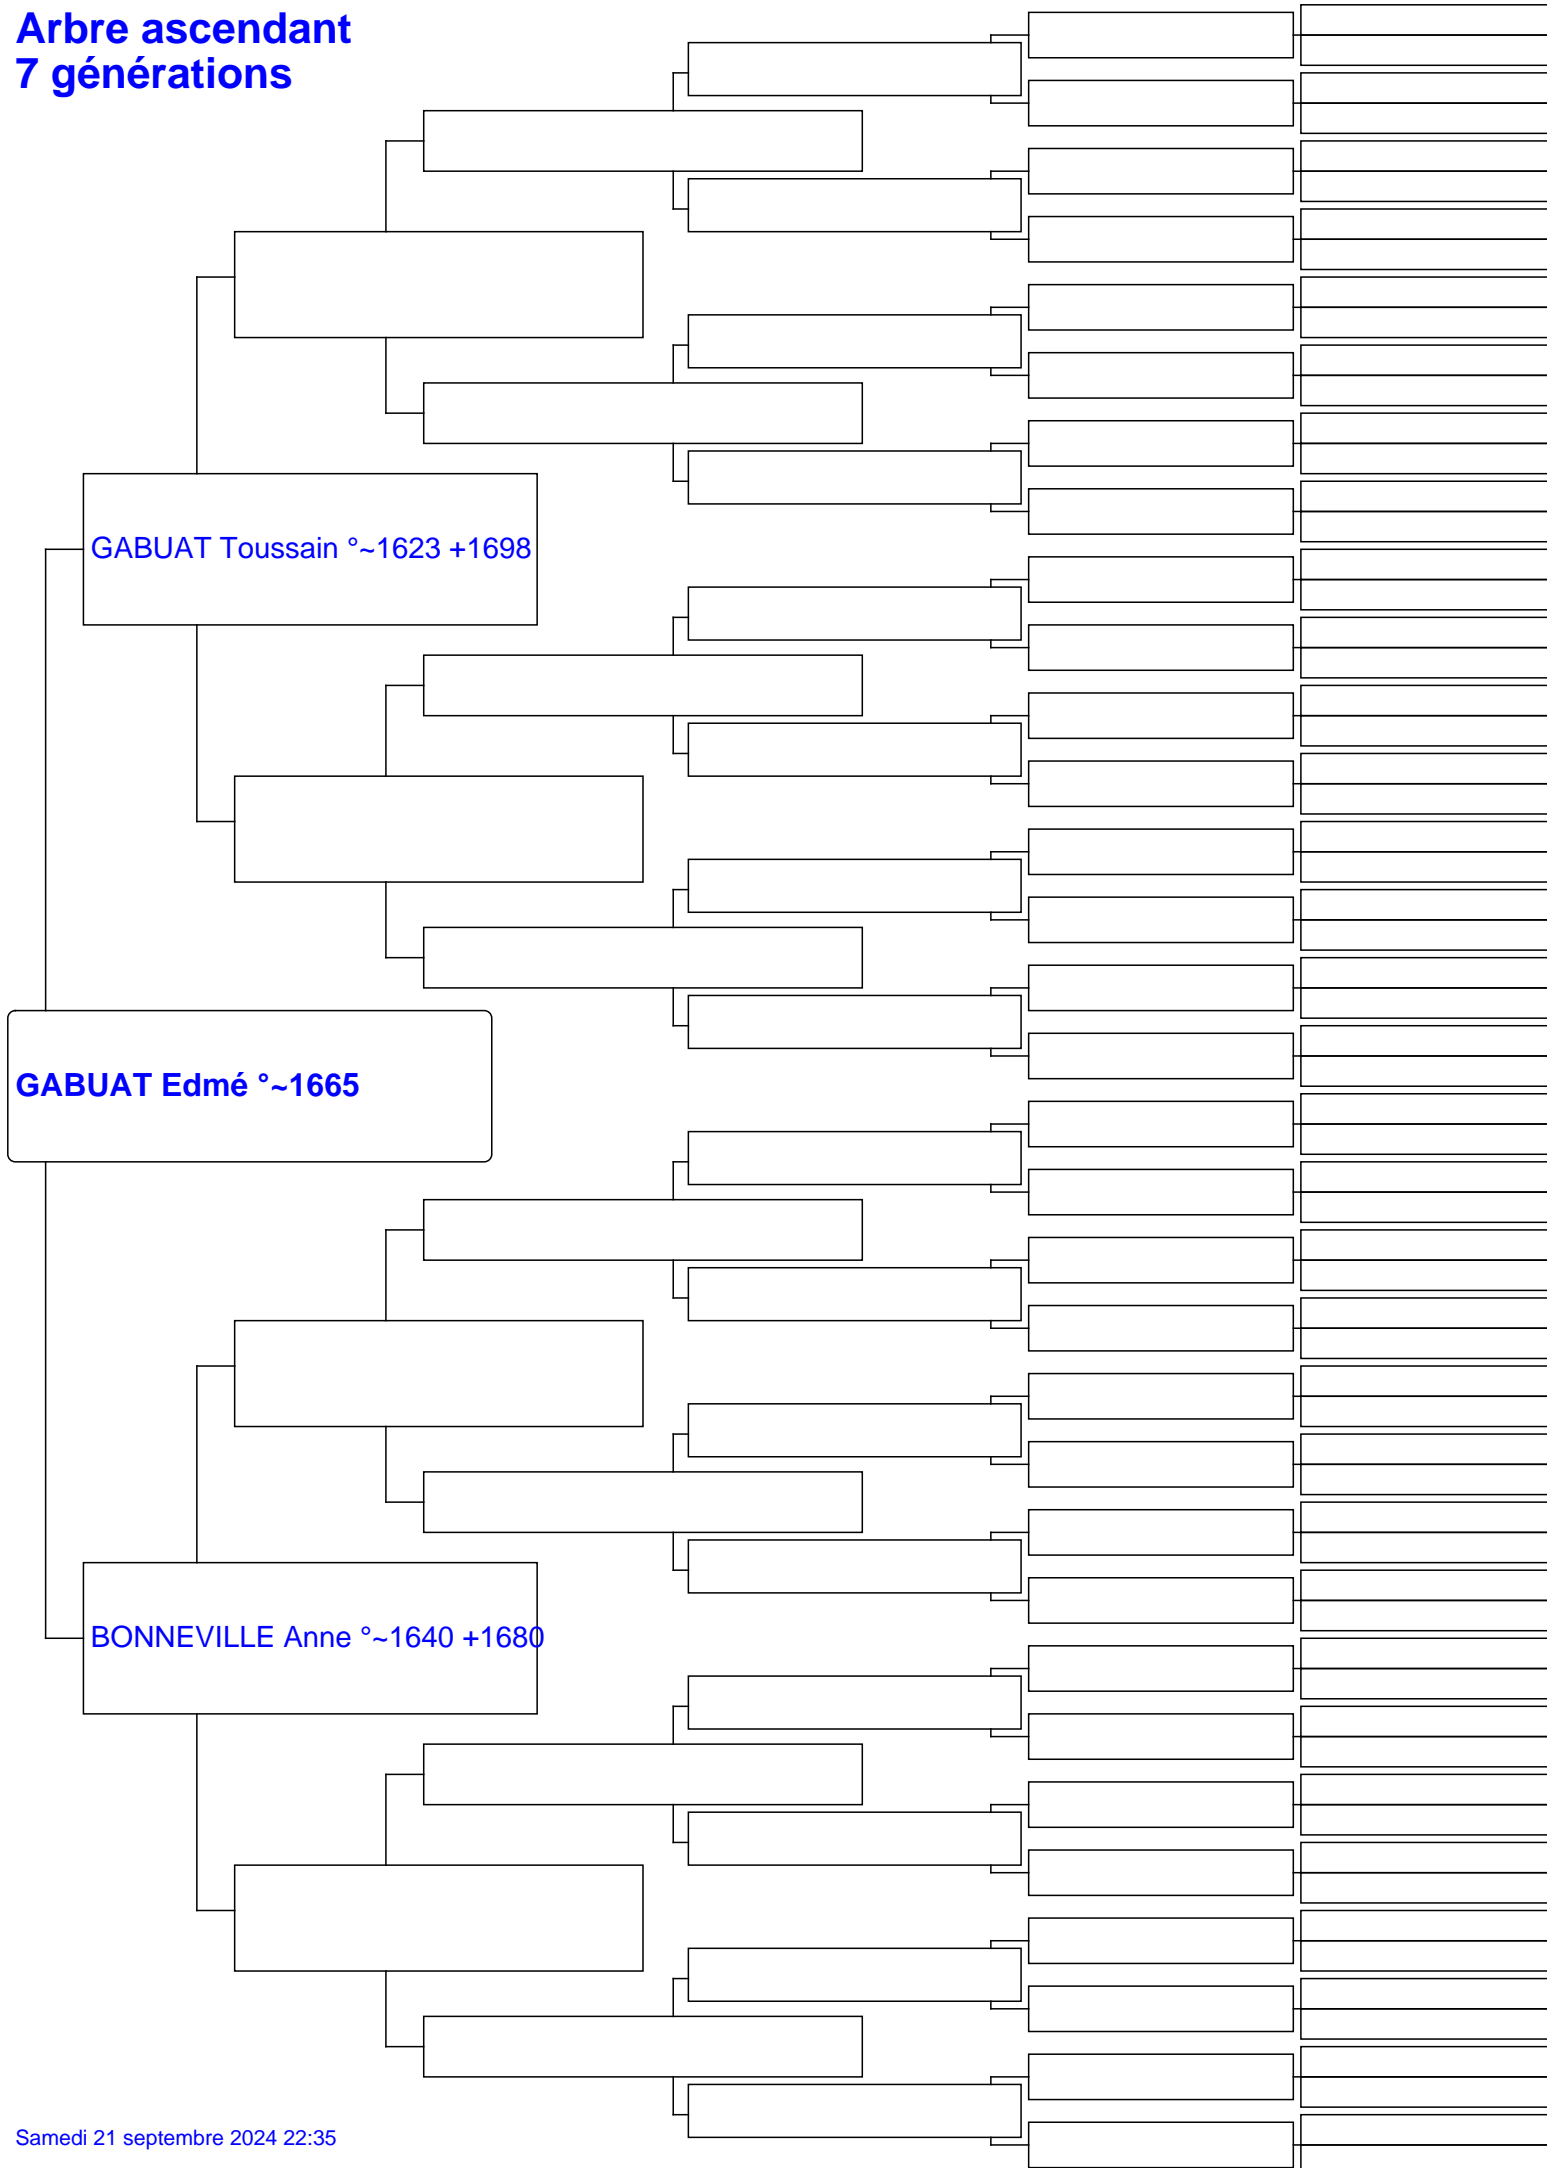 Arbre ascendant
7 générations
GABUAT Toussain °~1623 +1698
GABUAT Edmé °~1665
BONNEVILLE Anne °~1640 +1680
Samedi 21 septembre 2024 22:35